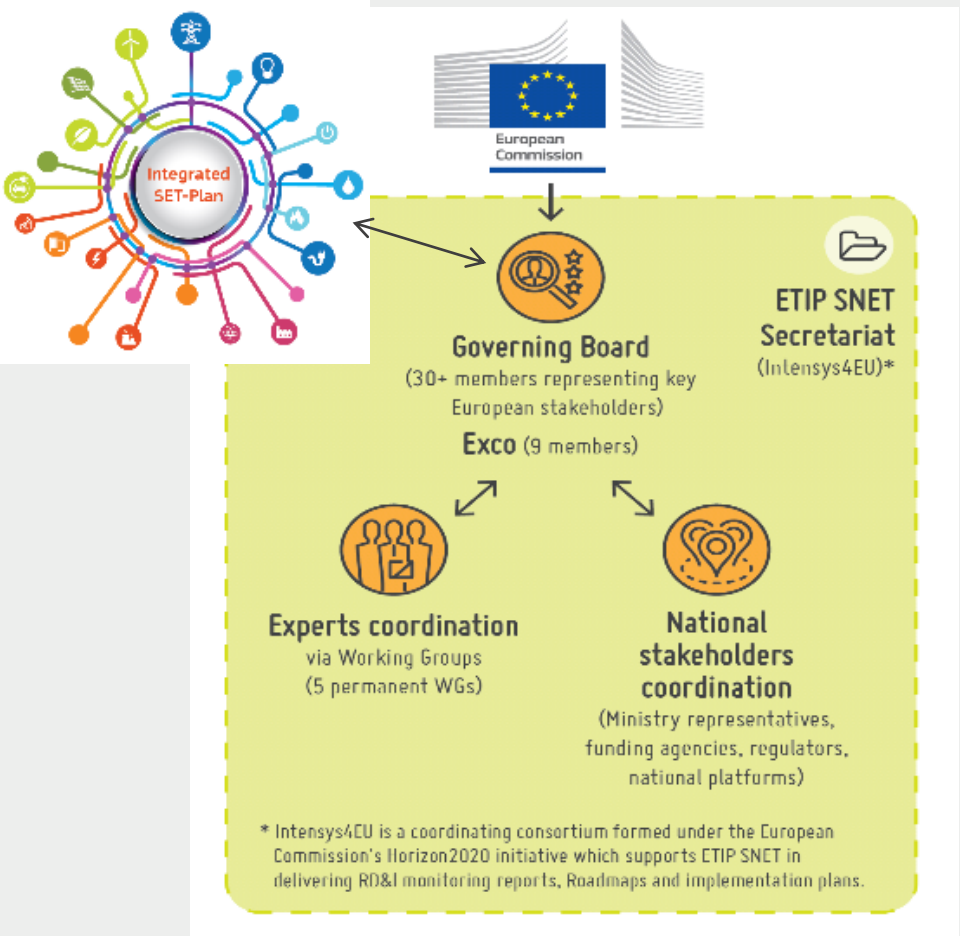 Integrated
SET-Plan
European
Commission
ETIP SNET
Secretariat
(Intensys4EU)*
Governing Board
(30+ members representing key
European stakeholders)
Exco (9 members)
Experts coordination
via Working Groups
(5 permanent WGs)
National
stakeholders
coordination
(Ministry representatives,
funding agencies, regulators,
national platforms)
* Intensys4EU is a coordinating consortium formed under the European
Commission's Horizon2020 initiative which supports ETIP SNET in
delivering RD&I monitoring reports, Roadmaps and implementation plans.